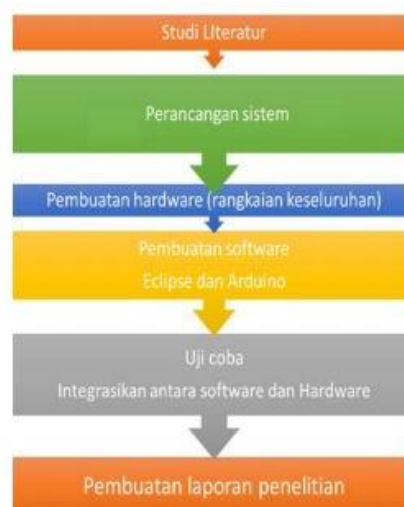 Studi LIteratur
Perancangan sistem
Pembuatan hardware (rangkaian keseluruhan)
Pembuatan software
Eclipse dan Arduino
Uji coba
Integrasikan antara software dan Hardware
Pembuatan laporan penelitian